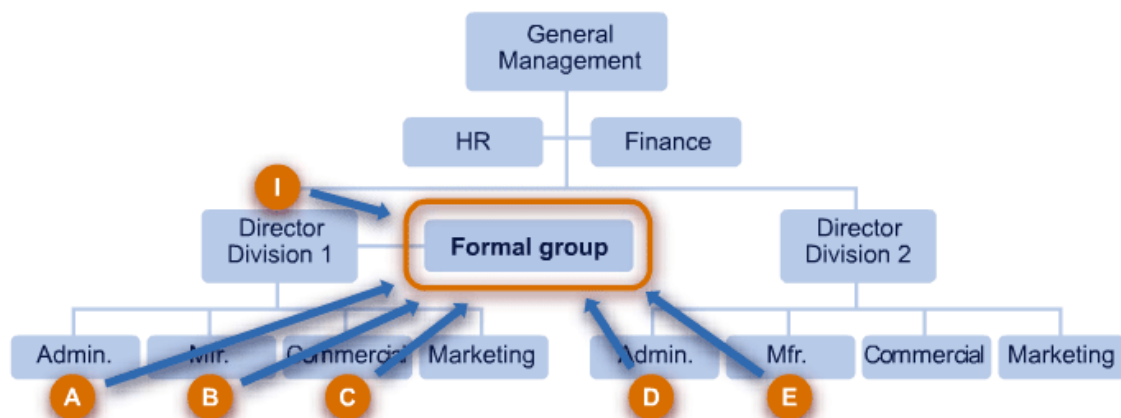 General
Management
HR
Finance
I
Director
Division 1
Formal group
Director
Division 2
Admin.
Mfr.
Commercial
Marketing
Admin.
Mfr.
Commercial
Marketing
A
B
C
D
E